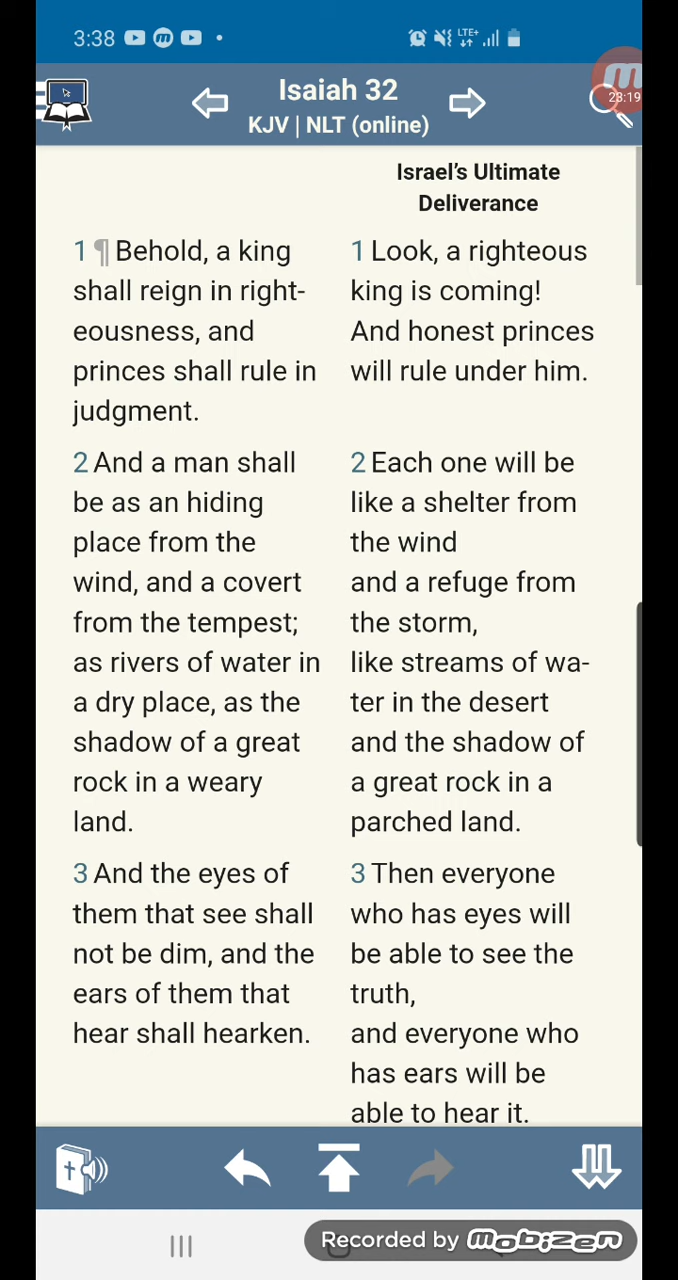 3:38
LTE+
Isaiah 32
KJV | NLT (online)
23:19
Israel's Ultimate
Deliverance
1 ¶ Behold, a king
shall reign in right-
eousness, and
princes shall rule in
judgment.
1 Look, a righteous
king is coming!
And honest princes
will rule under him.
2 And a man shall
be as an hiding
place from the
wind, and a covert
from the tempest;
as rivers of water in
a dry place, as the
shadow of a great
rock in a weary
land.
2 Each one will be
like a shelter from
the wind
and a refuge from
the storm,
like streams of wa-
ter in the desert
and the shadow of
a great rock in a
parched land.
3 And the eyes of
them that see shall
not be dim, and the
ears of them that
hear shall hearken.
3 Then everyone
who has eyes will
be able to see the
truth,
and everyone who
has ears will be
able to hear it.
Recorded by mobizen